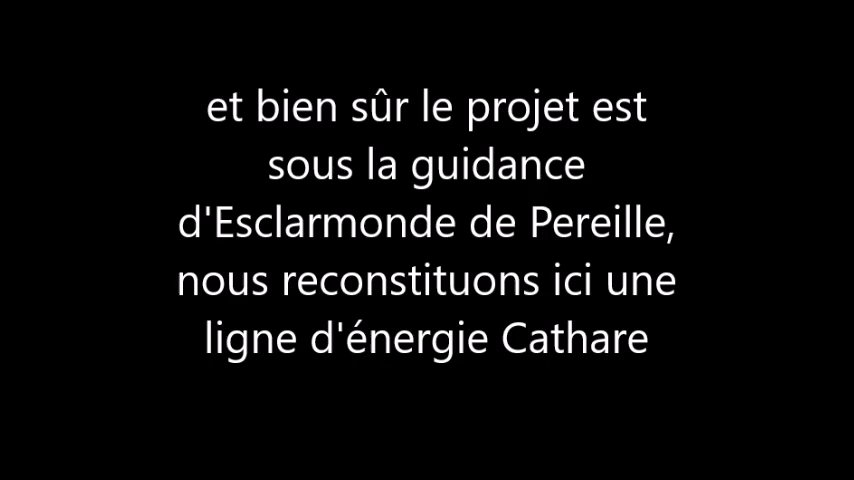 et bien sûr le projet est
sous la guidance
d'Esclarmonde de Pereille,
nous reconstituons ici une
ligne d'énergie Cathare